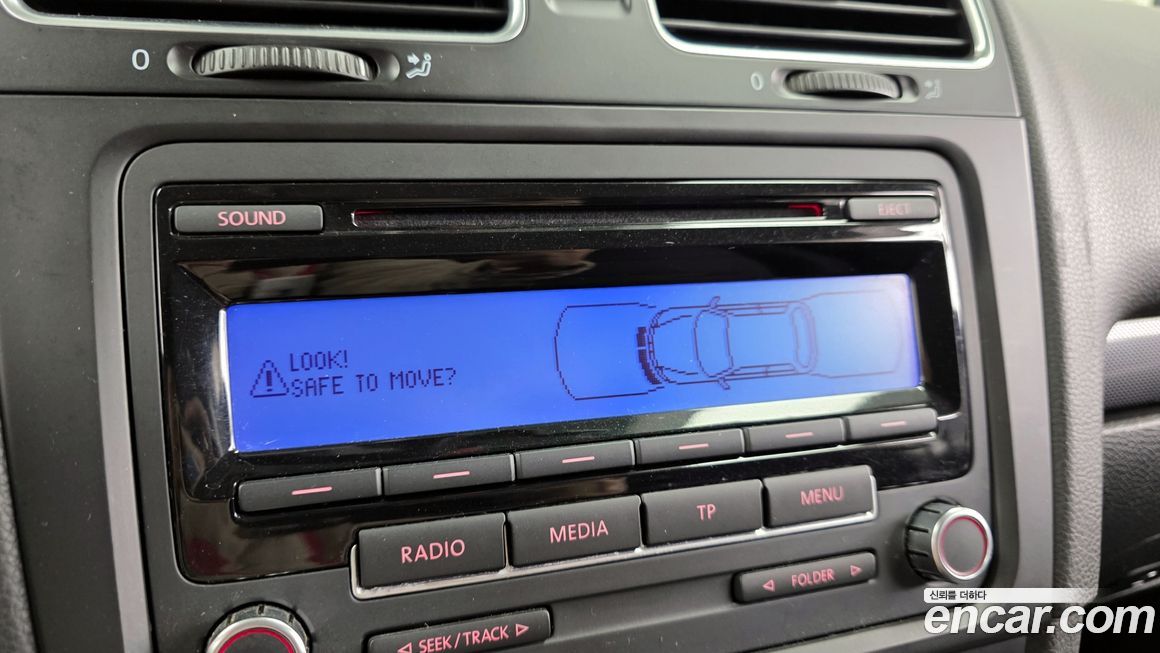 0
0
SOUND
EJECT
LOOK!
SAFE TO MOVE?
RADIO
MEDIA
TP
MENU
◁ FOLDER ▷
◁ SEEK/TRACK ▷
신뢰를 더하다
encar.com